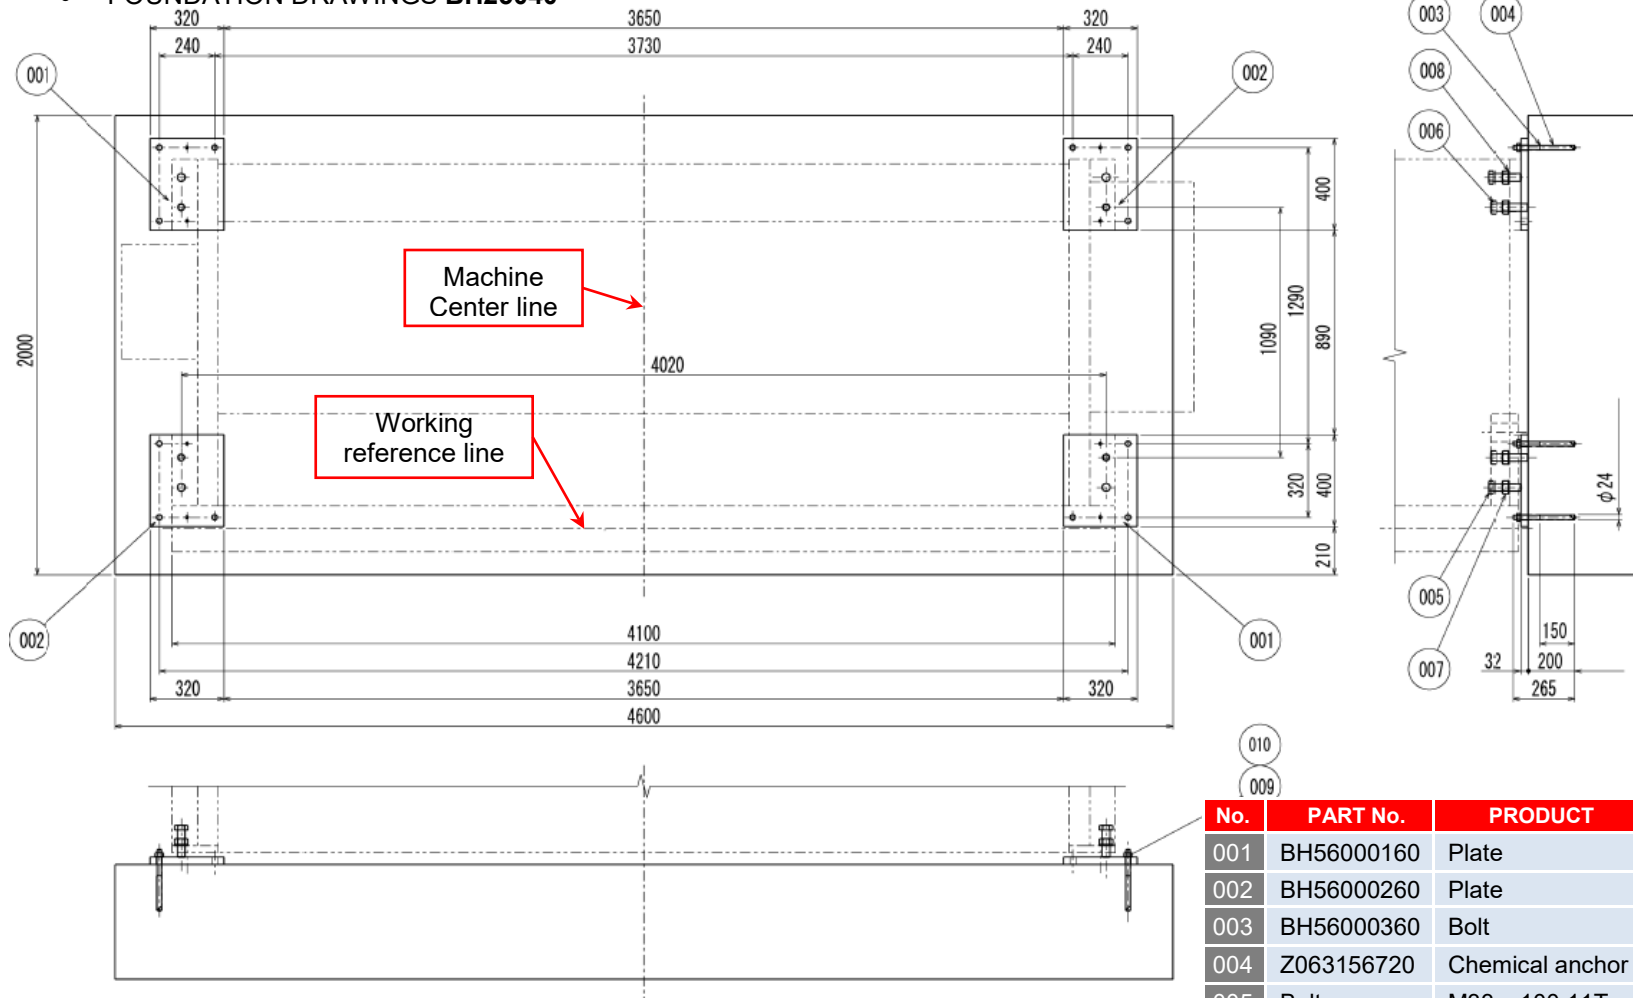 • FOUNDATION DRAWINGS
320 3650 320
003 004
240 3730 240
001 002 008
006
400
Machine
Center line
1290
1090 890
2000
4020
Working
reference line
320 400
φ24
210
005
002 4100 001
150
4210
007 32 200
320 3650 320
265
4600
010
009
No. PART No. PRODUCT
001 BH56000160 Plate
002 BH56000260 Plate
003 BH56000360 Bolt
004 Z063156720 Chemical anchor